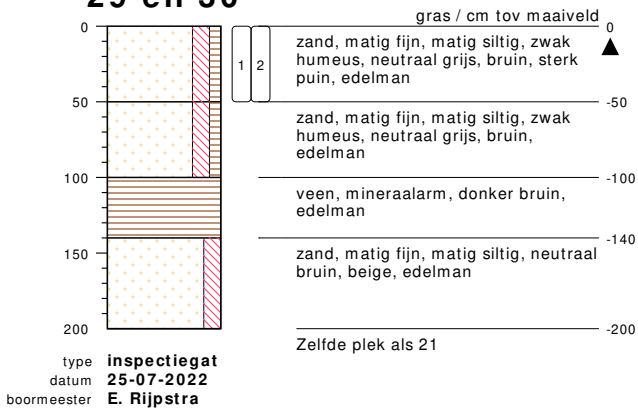 29 en 30
gras / cm tov maaiveld
0
0
1 2
zand, matig fijn, matig siltig, zwak
humeus, neutraal grijs, bruin, sterk
puin, edelman
50
-50
zand, matig fijn, matig siltig, zwak
humeus, neutraal grijs, bruin,
edelman
100
-100
veen, mineraalarm, donker bruin,
edelman
-140
150
zand, matig fijn, matig siltig, neutraal
bruin, beige, edelman
200
-200
Zelfde plek als 21
type inspectiegat
datum 25-07-2022
boormeester E. Rijpstra